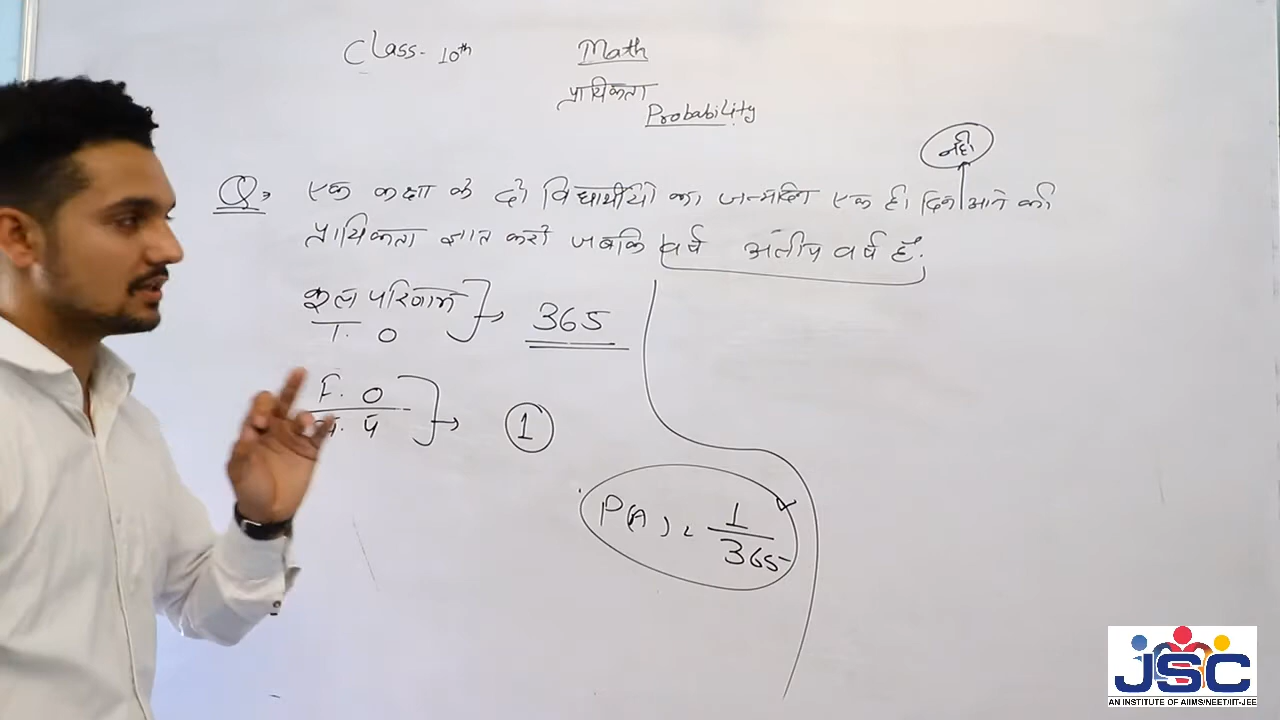 Class- 10th
Math
प्रायिकता
Probability
नही
Q. एक कक्षा के दो विद्यार्थीयो का जन्मदिन एक ही दिन आने की
प्रायिकता ज्ञात करो जबकि वर्ष अलीप वर्ष है.
कुल परिणाम
T. O
→ 365
F. O
→ 1
P(A) = 1/365
JSC
AN INSTITUTE OF AIIMS/NEET/IIT-JEE